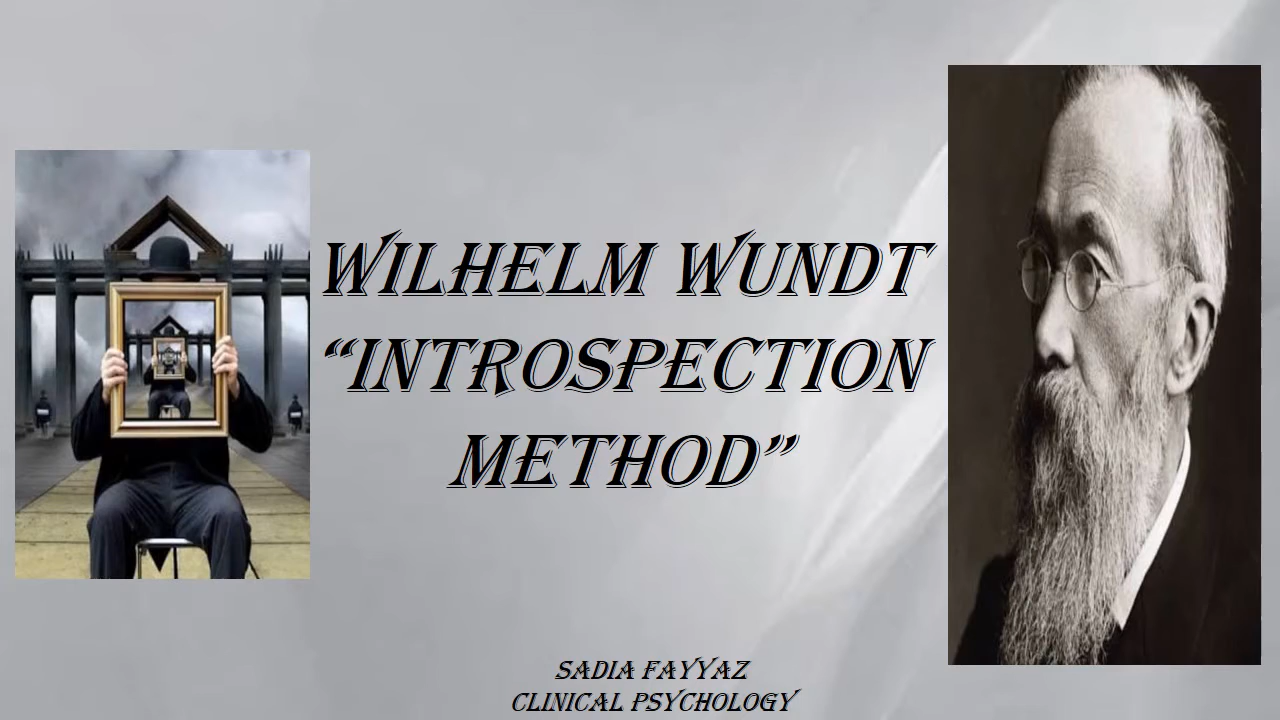 WILHELM WUNDT
“INTROSPECTION
METHOD”
SADIA FAYYAZ
CLINICAL PSYCHOLOGY